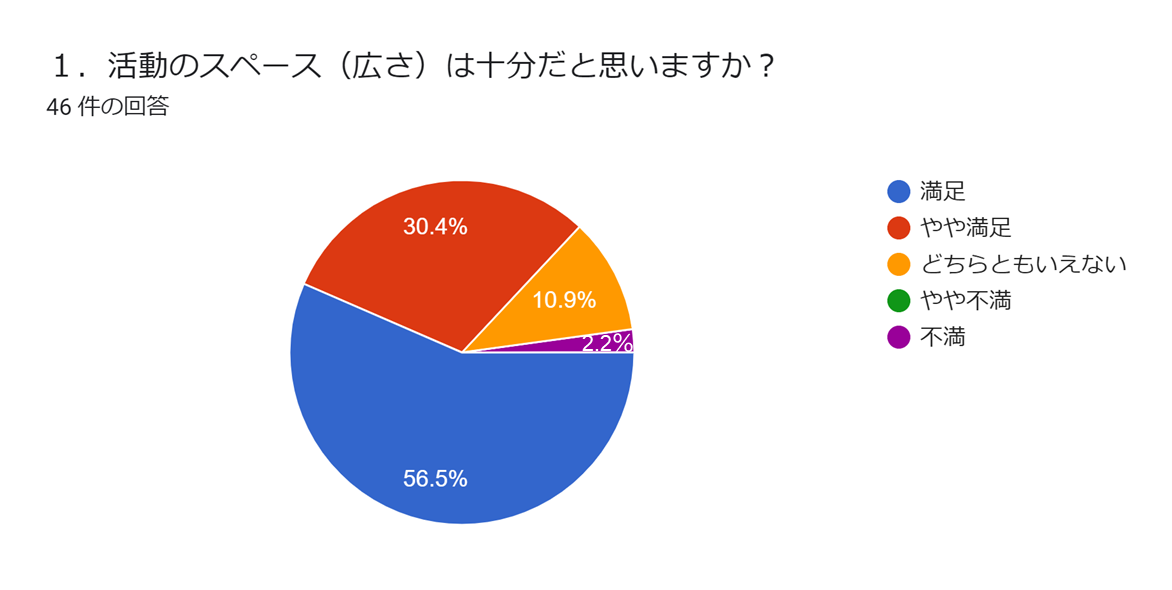 １．活動のスペース（広さ）は十分だと思いますか？
46 件の回答
30.4%
10.9%
2.2%
56.5%
満足
やや満足
どちらともいえない
やや不満
不満